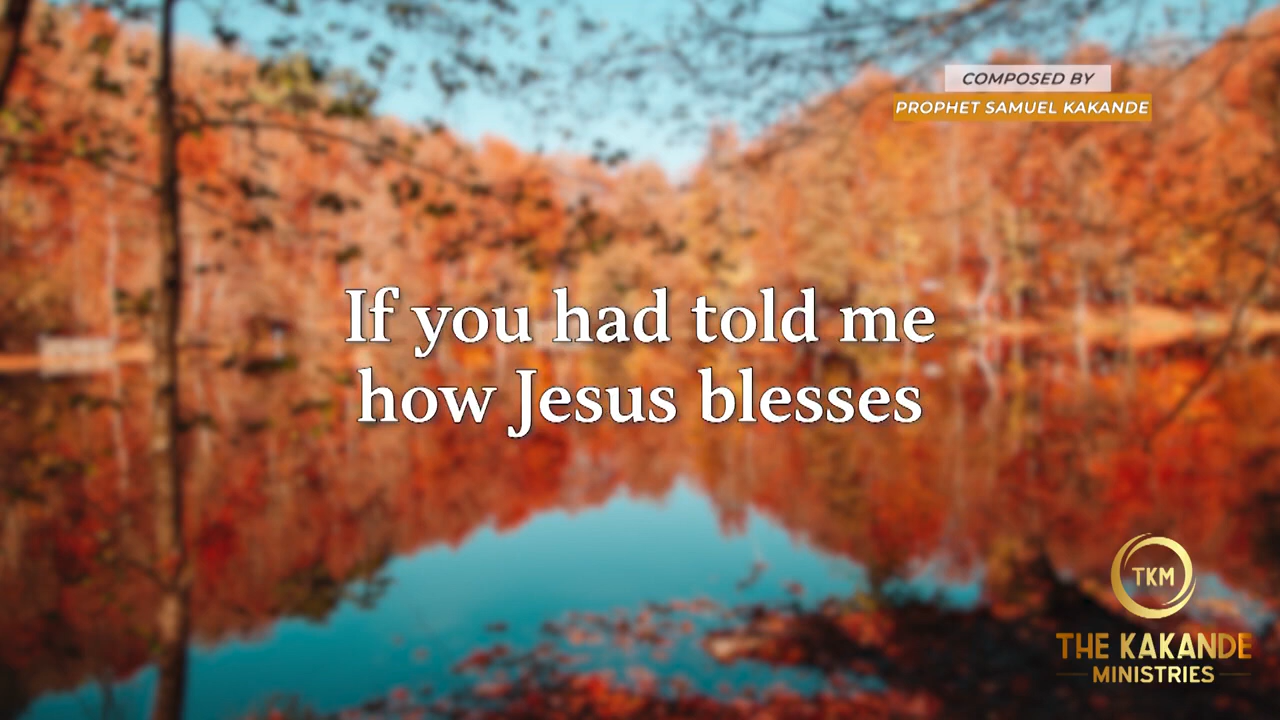 COMPOSED BY
PROPHET SAMUEL KAKANDE
If you had told me
how Jesus blesses
TKM
THE KAKANDE
MINISTRIES